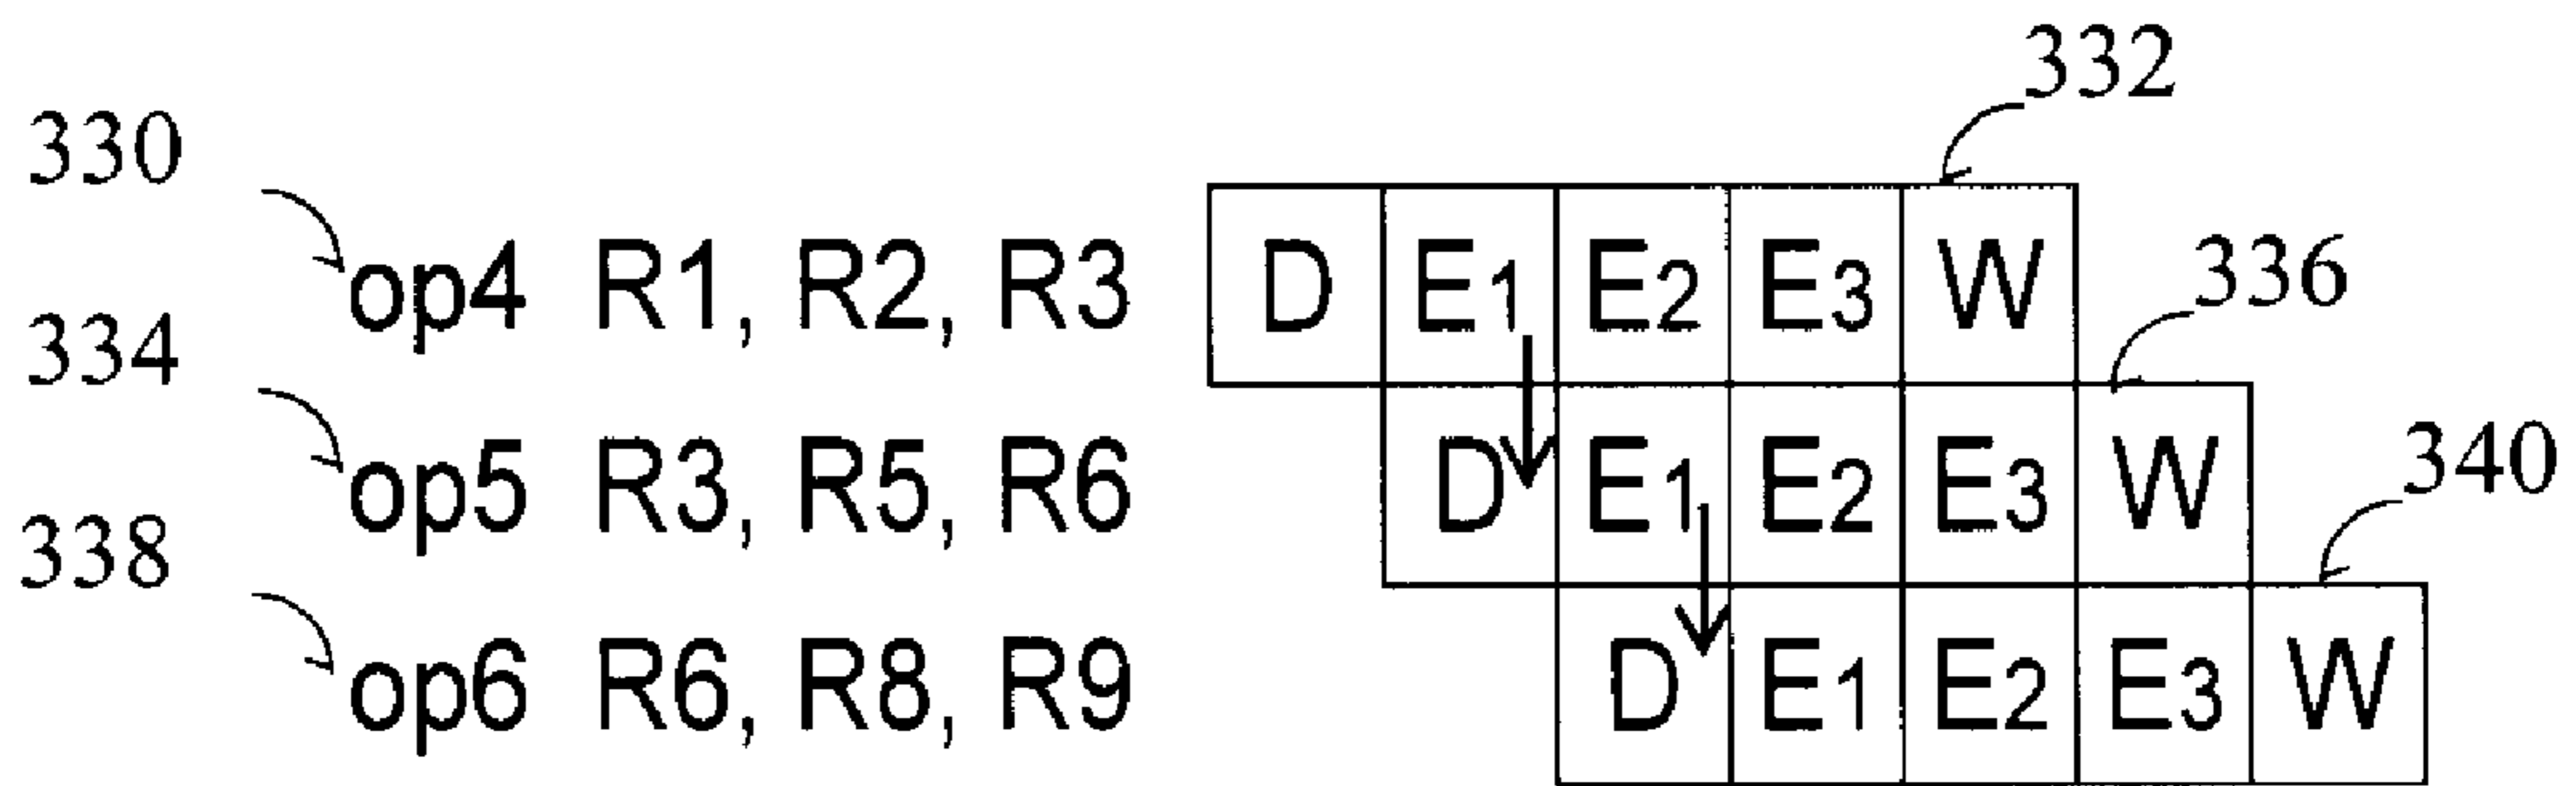 332
330
op4 R1, R2, R3 D E1 E2 E3 W
336
334
op5 R3, R5, R6 D E1 E2 E3 W
340
338
op6 R6, R8, R9 D E1 E2 E3 W